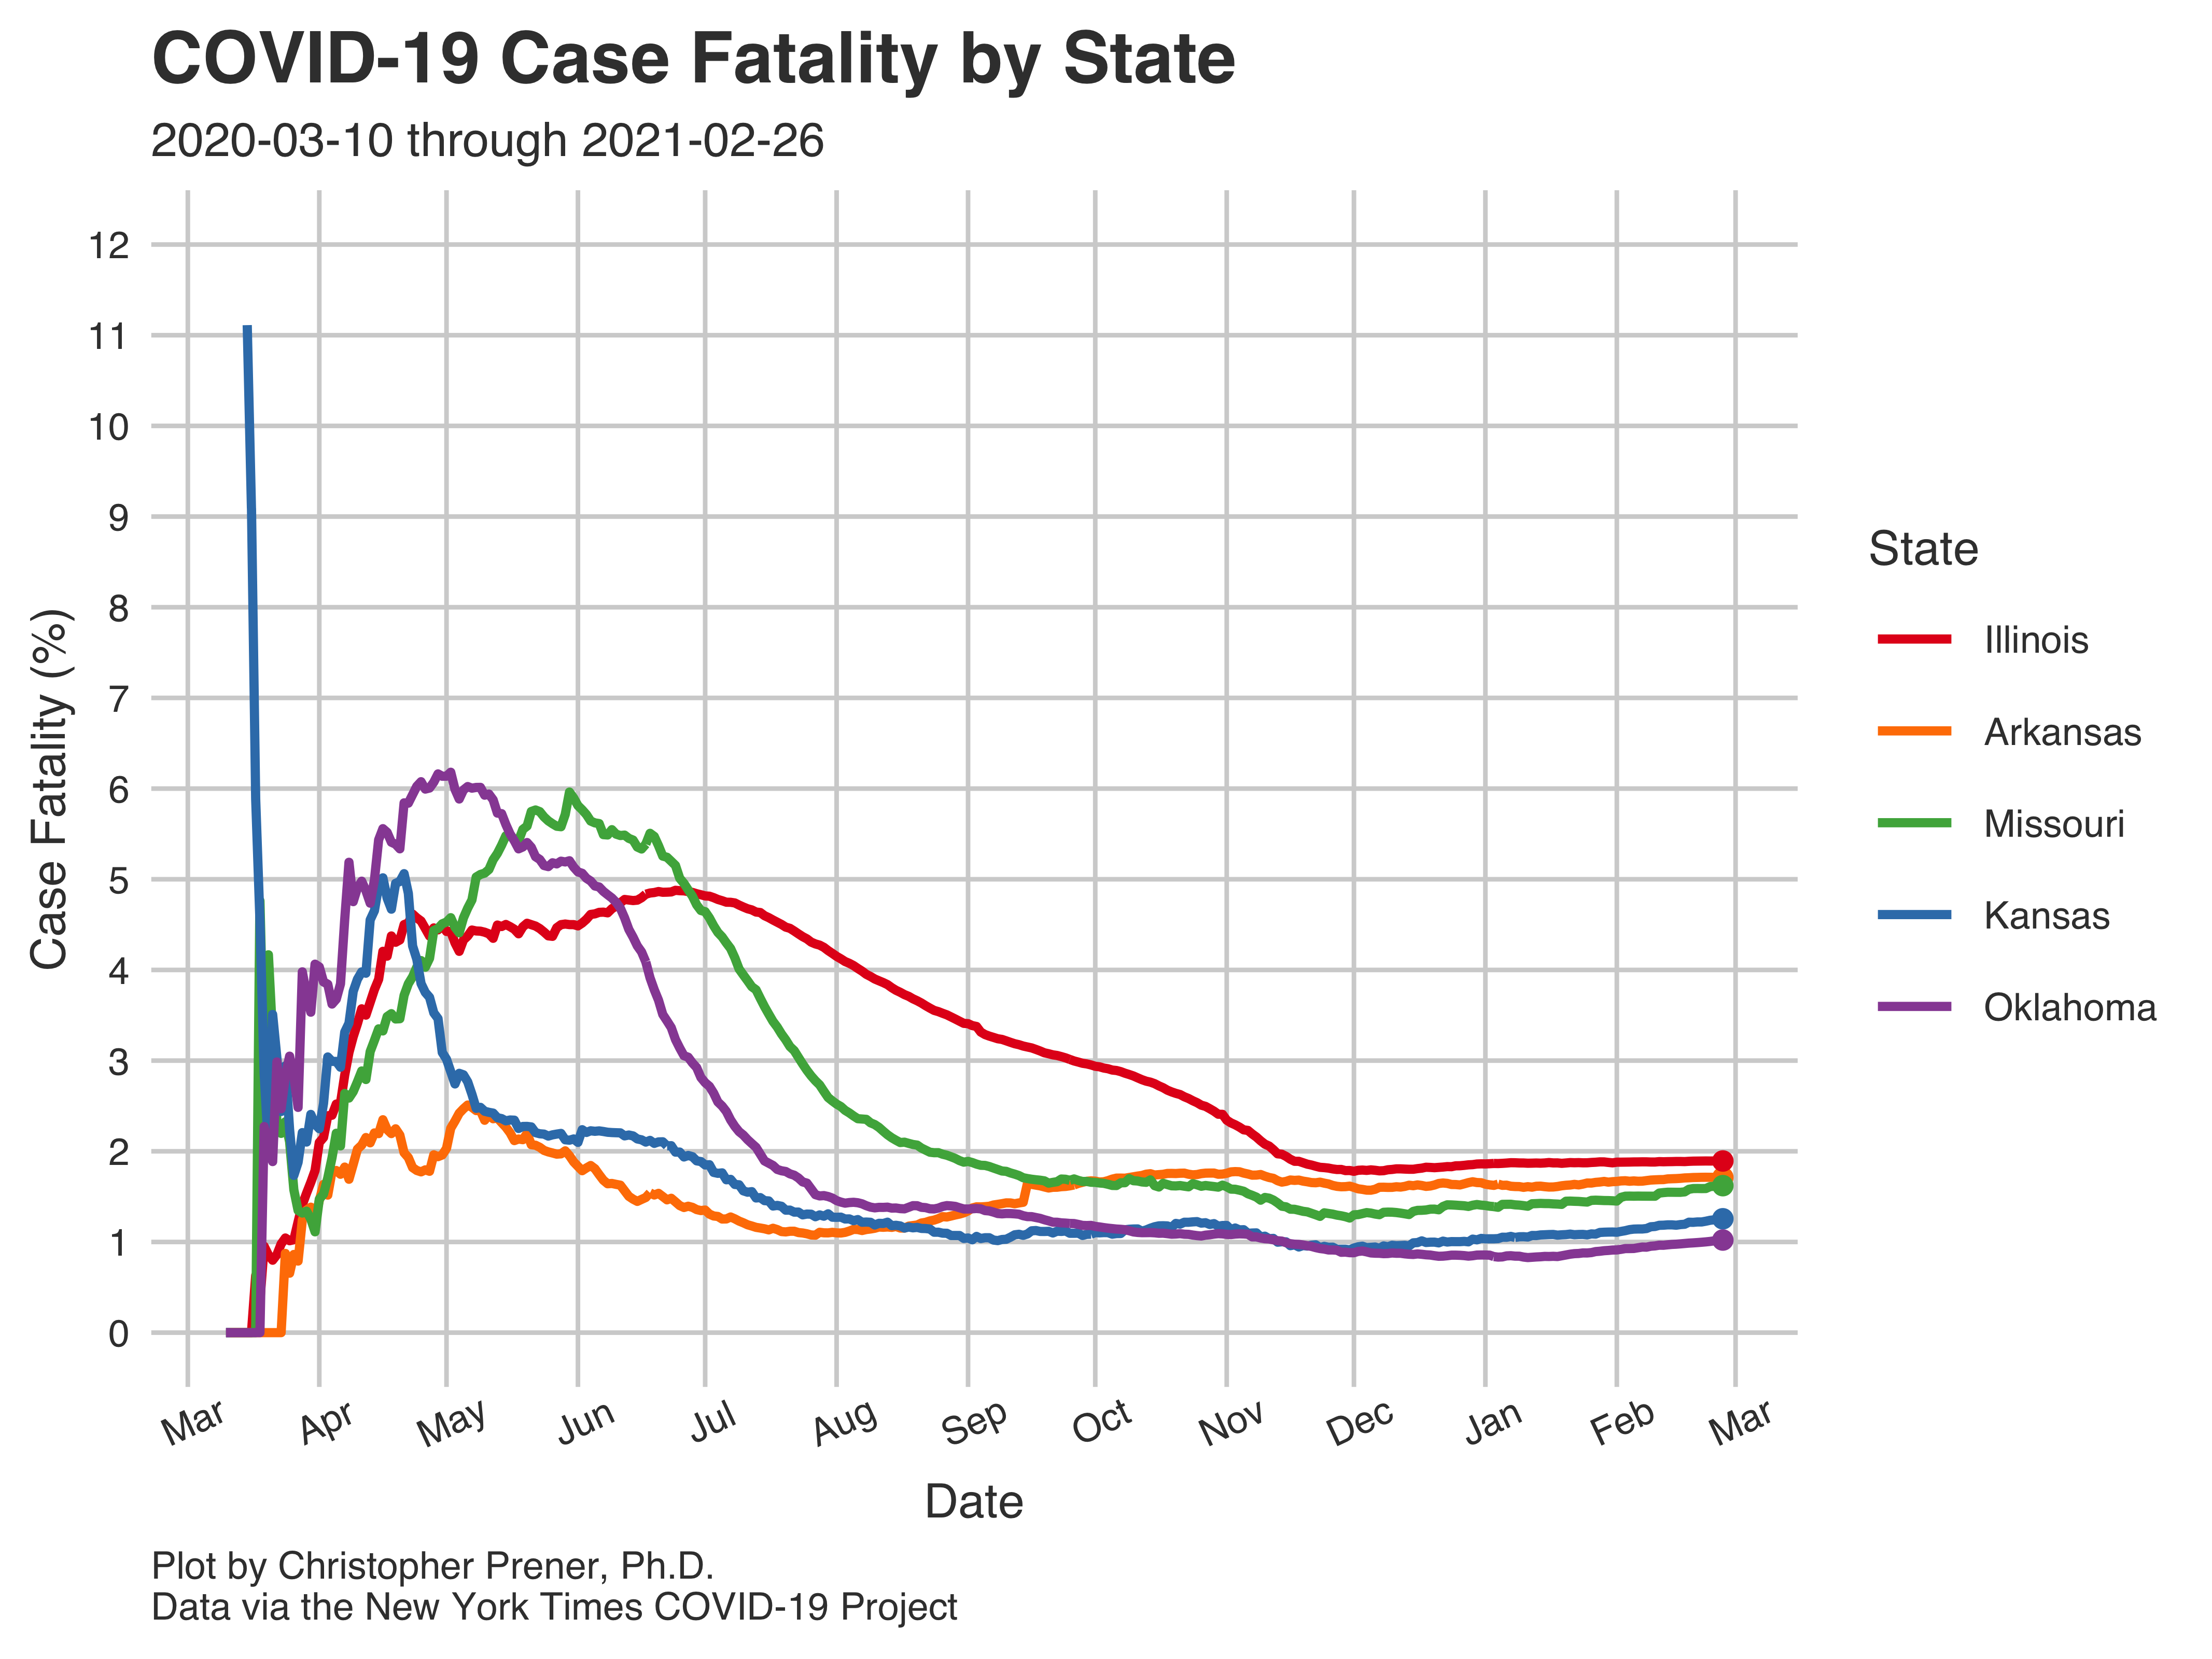 COVID-19 Case Fatality by State
2020-03-10 through 2021-02-26
12
11
10
9
8
7
6
5
4
3
2
1
0
Case Fatality (%)
Mar
Apr
May
Jun
Jul
Aug
Sep
Oct
Nov
Dec
Jan
Feb
Mar
Date
State
Illinois
Arkansas
Missouri
Kansas
Oklahoma
Plot by Christopher Prener, Ph.D.
Data via the New York Times COVID-19 Project